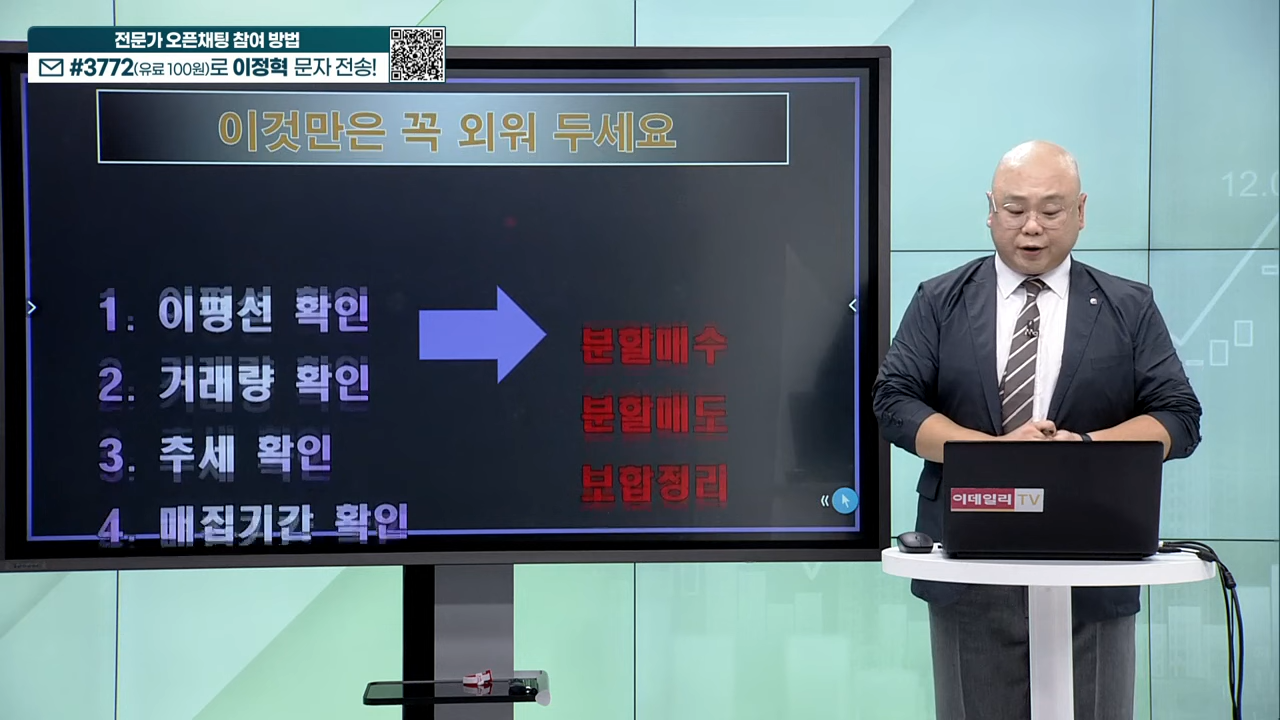 전문가 오픈채팅 참여 방법
#3772(유료 100원)로 이정혁 문자 전송!
이것만은 꼭 외워 두세요
1. 이평선 확인
2. 거래량 확인
3. 추세 확인
4. 매집기간 확인
분할매수
분할매도
보합정리
12.0
이데일리TV